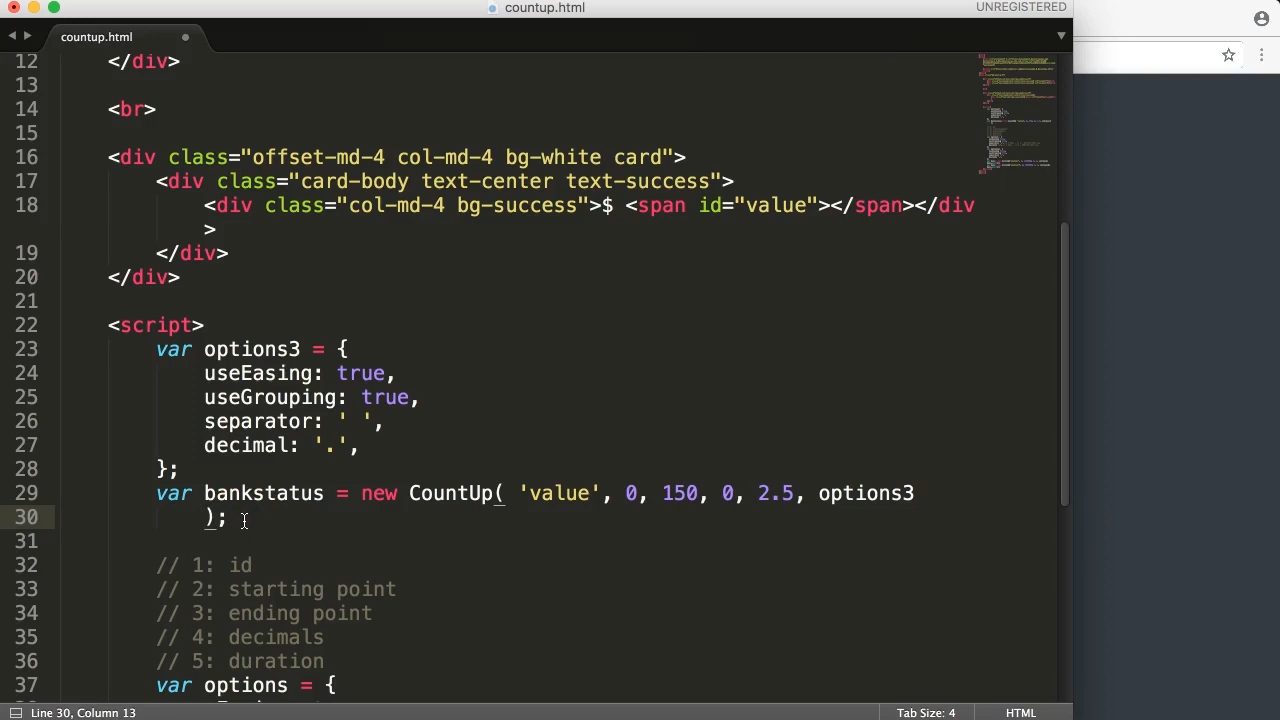 countup.html
UNREGISTERED
countup.html
12 </div>
13
14 <br>
15
16 <div class="offset-md-4 col-md-4 bg-white card">
17 <div class="card-body text-center text-success">
18 <div class="col-md-4 bg-success">$ <span id="value"></span></div
>
19 </div>
20 </div>
21
22 <script>
23 var options3 = {
24 useEasing: true,
25 useGrouping: true,
26 separator: ' ',
27 decimal: '.',
28 };
29 var bankstatus = new CountUp( 'value', 0, 150, 0, 2.5, options3
30 );
31
32 // 1: id
33 // 2: starting point
34 // 3: ending point
35 // 4: decimals
36 // 5: duration
37 var options = {
Line 30, Column 13
Tab Size: 4
HTML